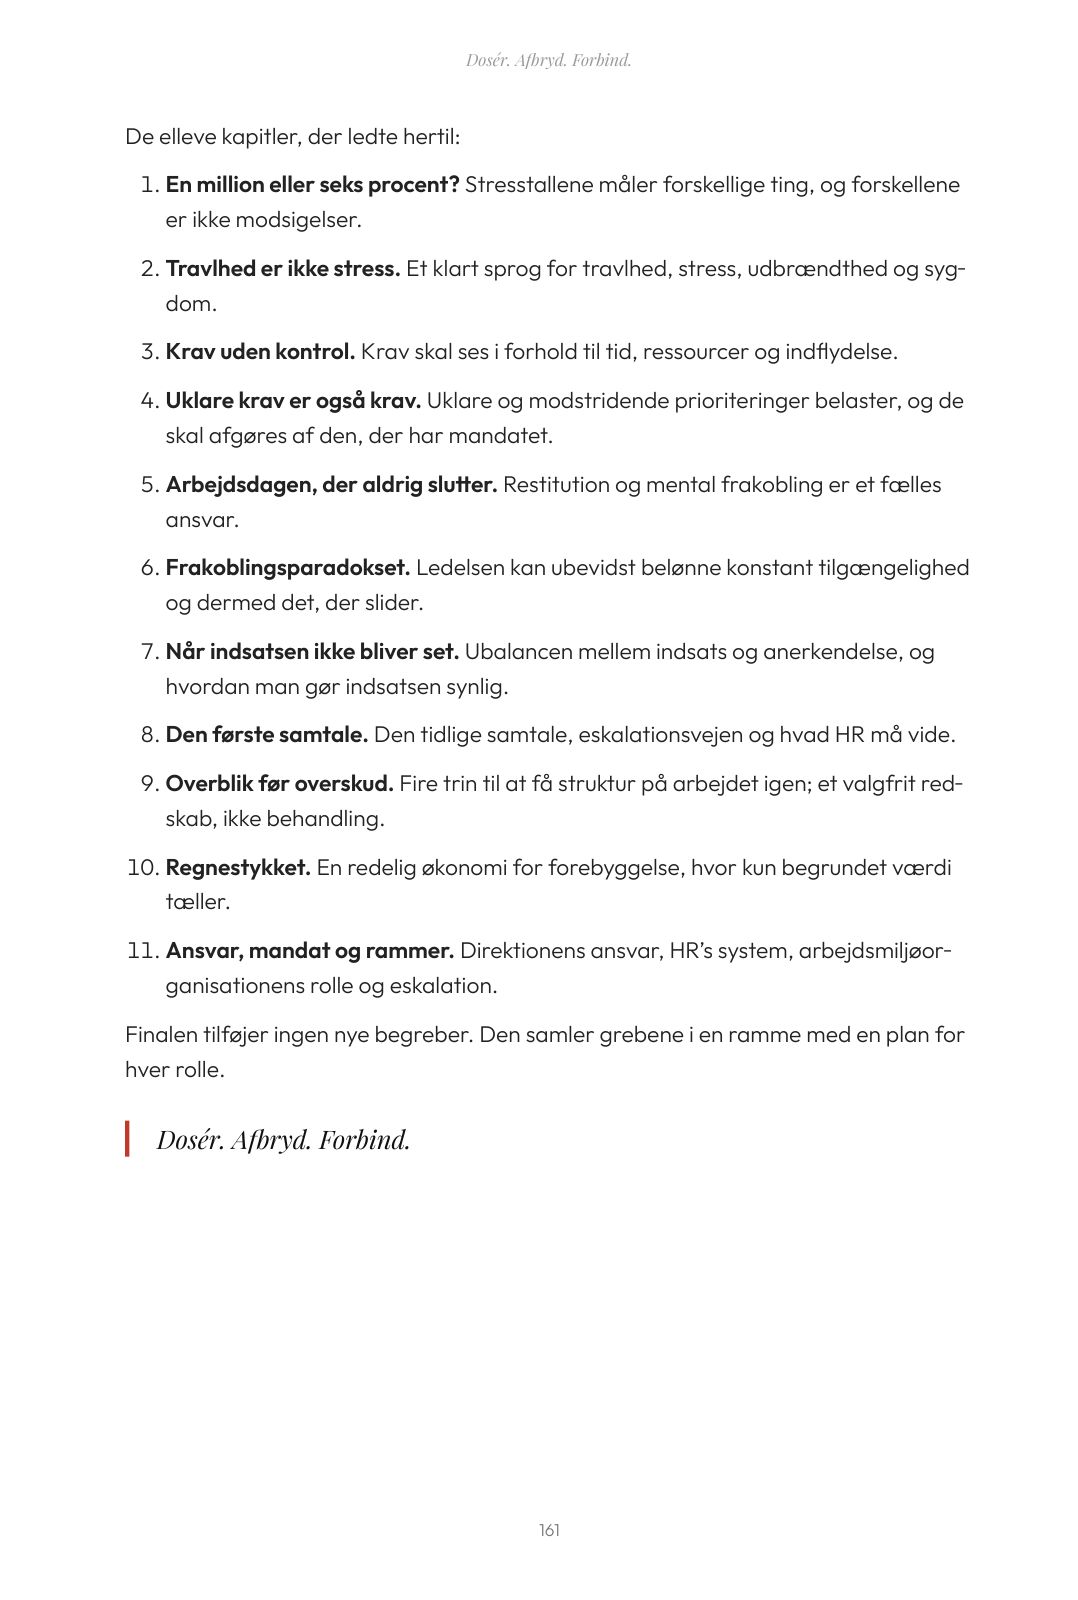 Dosér. Afbryd. Forbind.
De elleve kapitler, der ledte hertil:
1. En million eller seks procent? Stresstallene måler forskellige ting, og forskellene
er ikke modsigelser.
2. Travlhed er ikke stress. Et klart sprog for travlhed, stress, udbrændthed og syg-
dom.
3. Krav uden kontrol. Krav skal ses i forhold til tid, ressourcer og indflydelse.
4. Uklare krav er også krav. Uklare og modstridende prioriteringer belaster, og de
skal afgøres af den, der har mandatet.
5. Arbejdsdagen, der aldrig slutter. Restitution og mental frakobling er et fælles
ansvar.
6. Frakoblingsparadokset. Ledelsen kan ubevidst belønne konstant tilgængelighed
og dermed det, der slider.
7. Når indsatsen ikke bliver set. Ubalancen mellem indsats og anerkendelse, og
hvordan man gør indsatsen synlig.
8. Den første samtale. Den tidlige samtale, eskalationsvejen og hvad HR må vide.
9. Overblik før overskud. Fire trin til at få struktur på arbejdet igen; et valgfrit red-
skab, ikke behandling.
10. Regnestykket. En redelig økonomi for forebyggelse, hvor kun begrundet værdi
tæller.
11. Ansvar, mandat og rammer. Direktionens ansvar, HR’s system, arbejdsmiljøor-
ganisationens rolle og eskalation.
Finalen tilføjer ingen nye begreber. Den samler grebene i en ramme med en plan for
hver rolle.
Dosér. Afbryd. Forbind.
161